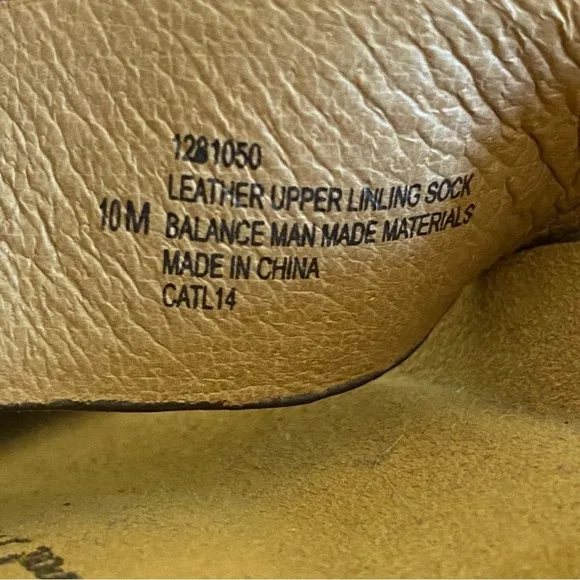 1281050
LEATHER UPPER LINLING SOCK
10 M BALANCE MAN MADE MATERIALS
MADE IN CHINA
CATL14